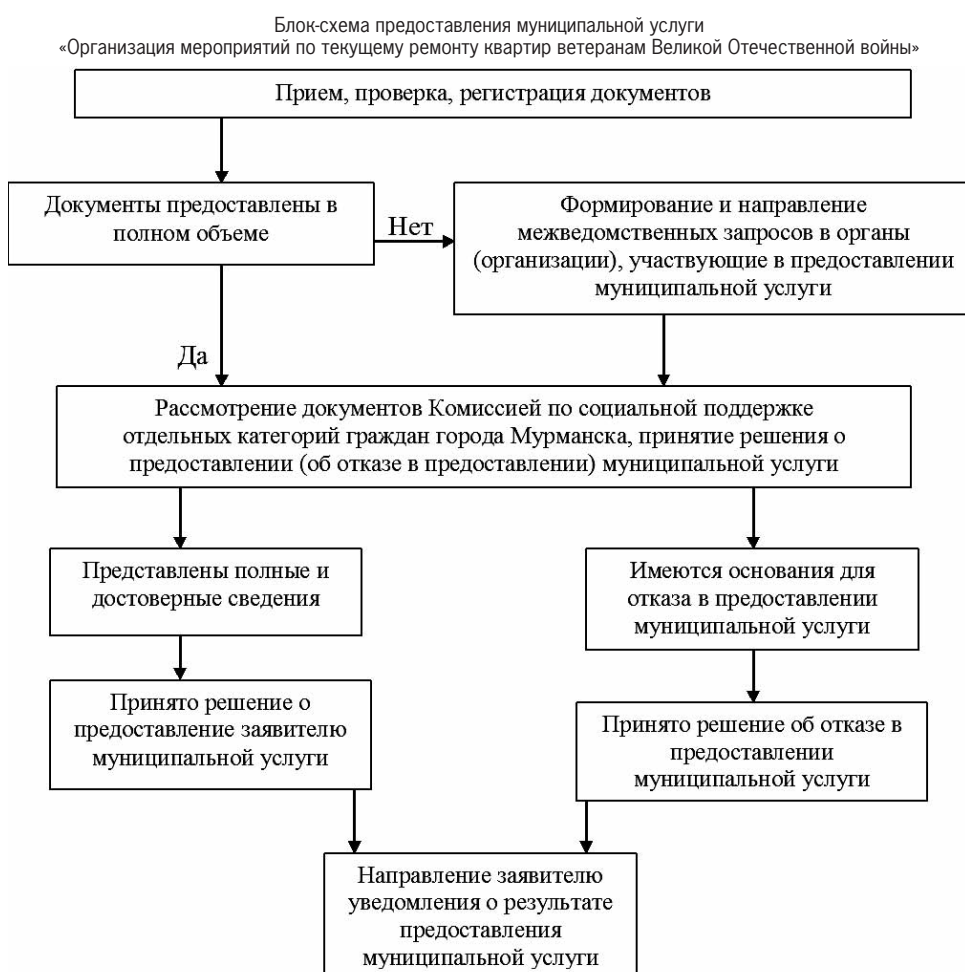 Блок-схема предоставления муниципальной услуги
«Организация мероприятий по текущему ремонту квартир ветеранам Великой Отечественной войны»
Прием, проверка, регистрация документов
Документы предоставлены в
полном объеме
Нет
Формирование и направление
межведомственных запросов в органы
(организации), участвующие в предоставлении
муниципальной услуги
Да
Рассмотрение документов Комиссией по социальной поддержке
отдельных категорий граждан города Мурманска, принятие решения о
предоставлении (об отказе в предоставлении) муниципальной услуги
Представлены полные и
достоверные сведения
Имеются основания для
отказа в предоставлении
муниципальной услуги
Принято решение о
предоставление заявителю
муниципальной услуги
Принято решение об отказе в
предоставлении
муниципальной услуги
Направление заявителю
уведомления о результате
предоставления
муниципальной услуги